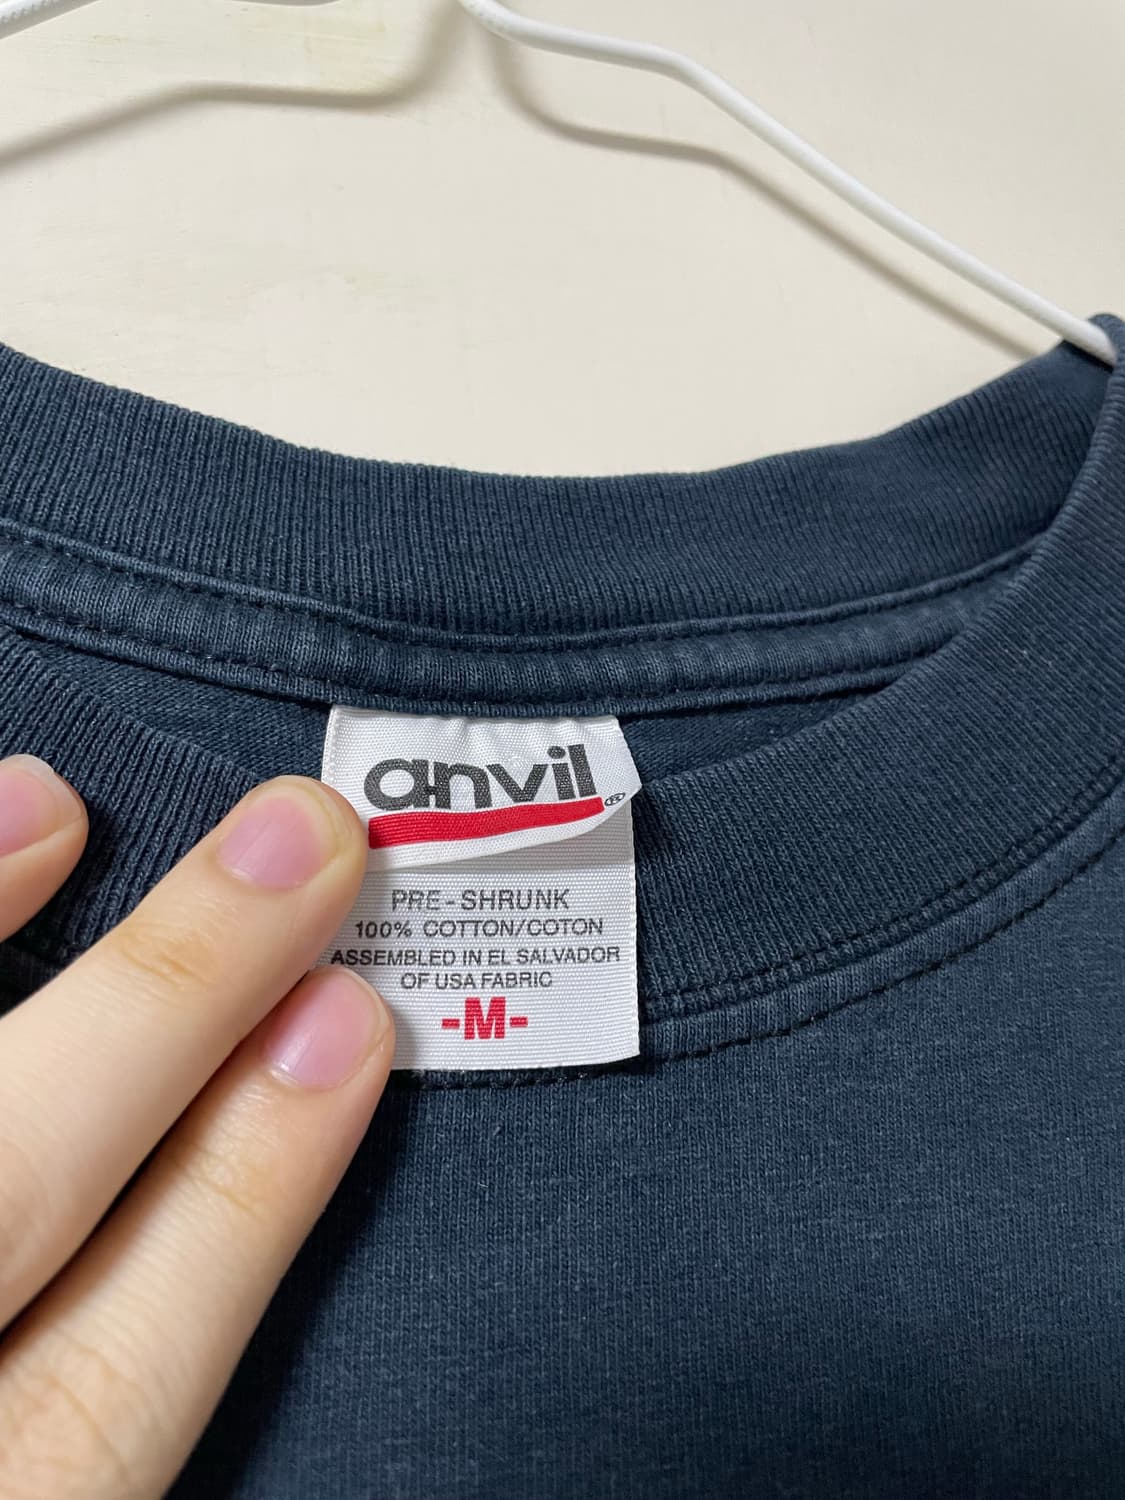 anvil®
PRE-SHRUNK
100% COTTON/COTON
ASSEMBLED IN EL SALVADOR
OF USA FABRIC
-M-